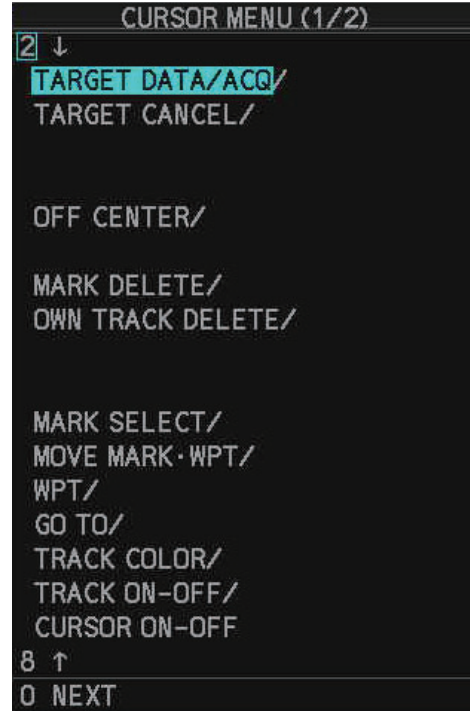 CURSOR MENU (1/2)
2 ↓
TARGET DATA/ACQ/
TARGET CANCEL/
OFF CENTER/
MARK DELETE/
OWN TRACK DELETE/
MARK SELECT/
MOVE MARK·WPT/
WPT/
GO TO/
TRACK COLOR/
TRACK ON-OFF/
CURSOR ON-OFF
8 ↑
0 NEXT